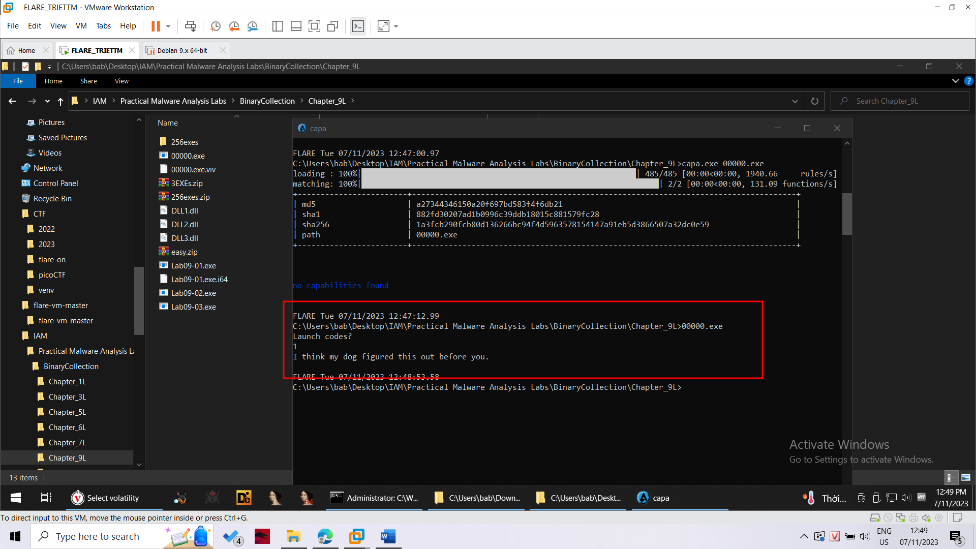 FLARE_TRIETTM - VMware Workstation
File Edit View VM Tabs Help
Home FLARE_TRIETTM Debian 9.x 64-bit
C:\Users\bab\Desktop\IAM\Practical Malware Analysis Labs\BinaryCollection\Chapter_9L
File Home Share View
IAM > Practical Malware Analysis Labs > BinaryCollection > Chapter_9L >
Search Chapter_9L
Pictures
Saved Pictures
Videos
Network
Control Panel
Recycle Bin
CTF
2022
2023
flare-on
picoCTF
venv
flare-vm-master
flare-vm-master
IAM
Practical Malware Analysis La
BinaryCollection
Chapter_1L
Chapter_3L
Chapter_5L
Chapter_6L
Chapter_7L
Chapter_9L
13 items
Name
256exes
00000.exe
00000.exe.viv
3EXEs.zip
256exes.zip
DLL1.dll
DLL2.dll
DLL3.dll
easy.zip
Lab09-01.exe
Lab09-01.exe.i64
Lab09-02.exe
Lab09-03.exe
capa
FLARE Tue 07/11/2023 12:47:00.97
C:\Users\bab\Desktop\IAM\Practical Malware Analysis Labs\BinaryCollection\Chapter_9L>capa.exe 00000.exe
loading : 100%| | 485/485 [00:00<00:00, 1940.66 rules/s]
matching: 100%| | 2/2 [00:00<00:00, 131.09 functions/s]
| md5 | a27344346150a20f697bd583f4f6db21 |
| sha1 | 882fd30207ad1b0996c39ddb18015c881579fc28 |
| sha256 | 1a3fcb290fcb80d136266bc94f4d5963578154147a91eb5d3866507a32dc0e59 |
| path | 00000.exe |
no capabilities found
FLARE Tue 07/11/2023 12:47:12.99
C:\Users\bab\Desktop\IAM\Practical Malware Analysis Labs\BinaryCollection\Chapter_9L>00000.exe
Launch codes?
1
I think my dog figured this out before you.
FLARE Tue 07/11/2023 12:48:53.58
C:\Users\bab\Desktop\IAM\Practical Malware Analysis Labs\BinaryCollection\Chapter_9L>
Activate Windows
Go to Settings to activate Windows.
Select volatility
Administrator: C:\W...
C:\Users\bab\Down...
C:\Users\bab\Deskt...
capa
Thời...
12:49 PM
7/11/2023
To direct input to this VM, move the mouse pointer inside or press Ctrl+G.
Type here to search
4
ENG
US
12:49
07/11/2023
5